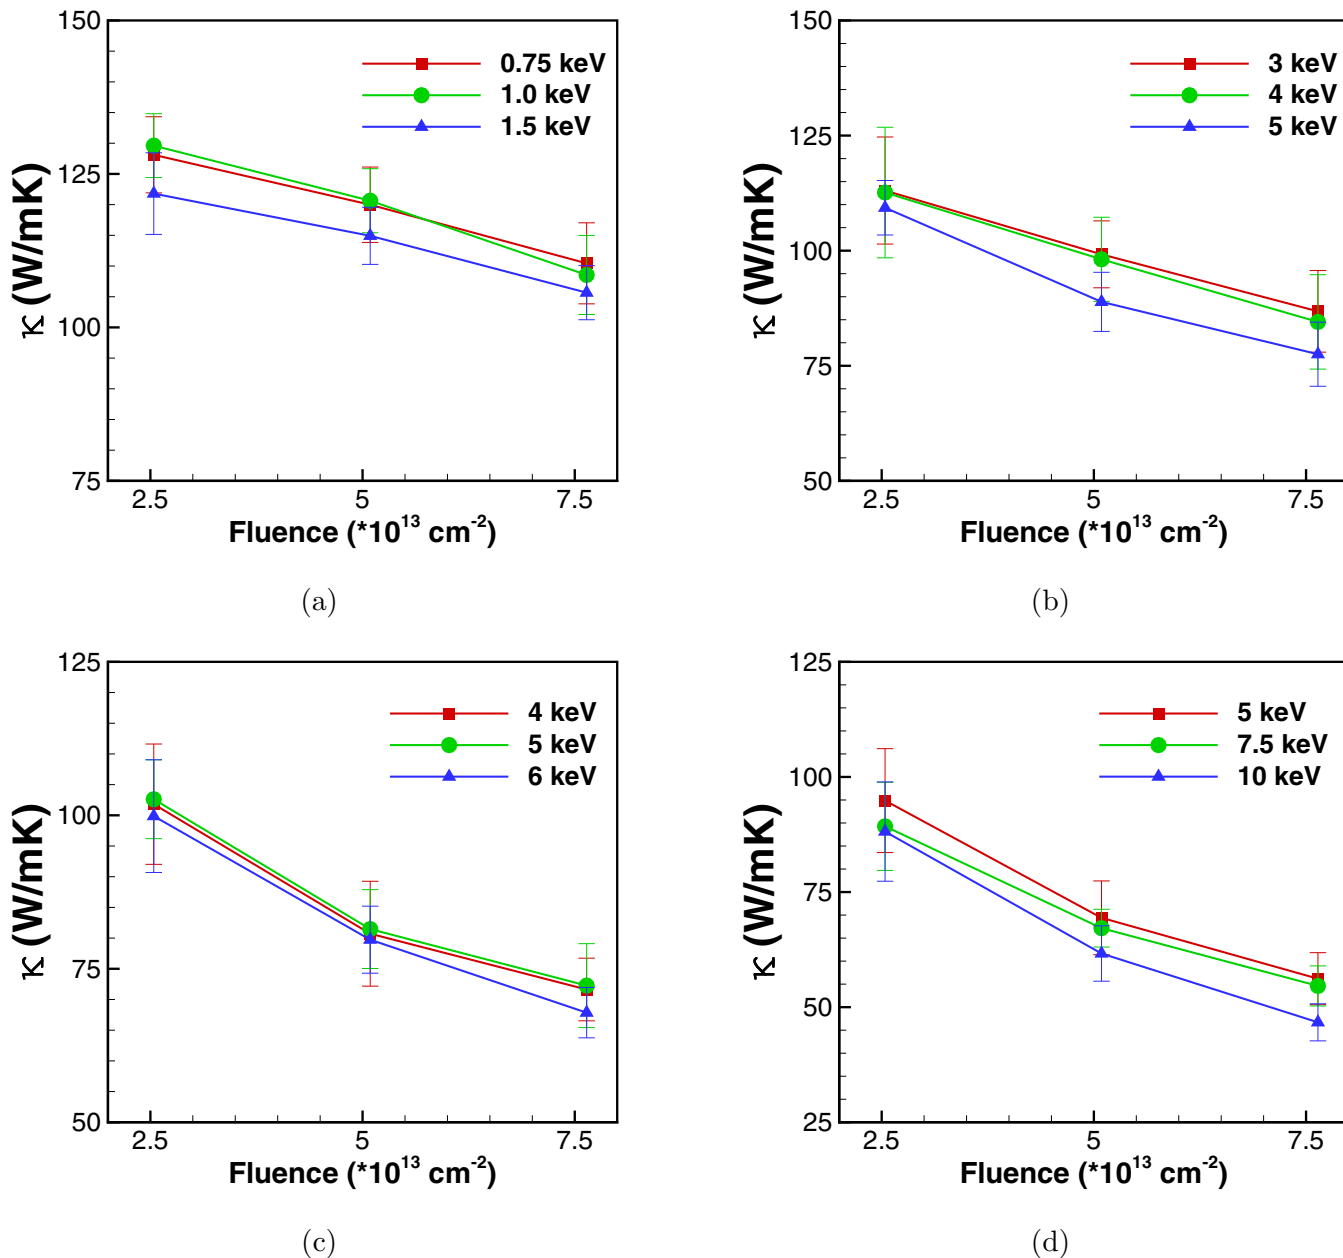 150
125
100
75
κ (W/mK)
0.75 keV
1.0 keV
1.5 keV
2.5 5 7.5
Fluence (*10¹³ cm⁻²)
(a)
150
125
100
75
50
κ (W/mK)
3 keV
4 keV
5 keV
2.5 5 7.5
Fluence (*10¹³ cm⁻²)
(b)
125
100
75
50
κ (W/mK)
4 keV
5 keV
6 keV
2.5 5 7.5
Fluence (*10¹³ cm⁻²)
(c)
125
100
75
50
25
κ (W/mK)
5 keV
7.5 keV
10 keV
2.5 5 7.5
Fluence (*10¹³ cm⁻²)
(d)